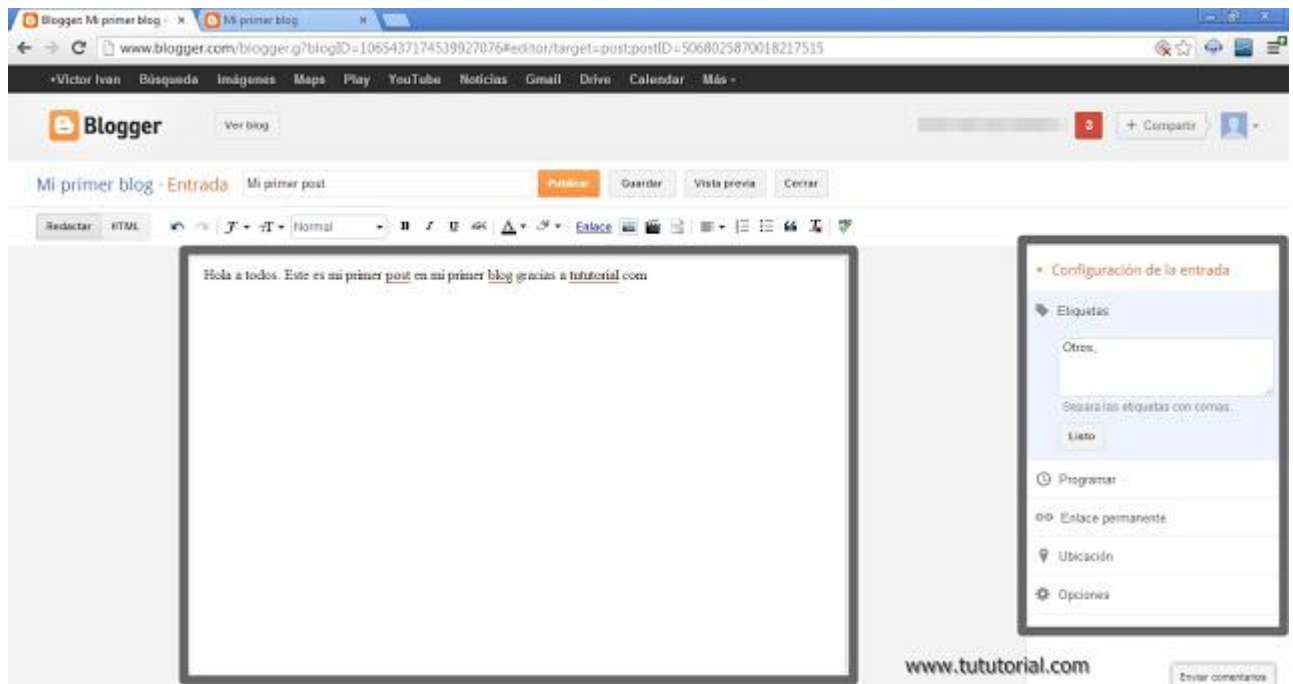 Blogger: Mi primer blog - × Mi primer blog ×
www.blogger.com/blogger.g?blogID=1065437174539927076#editor/target=post;postID=5068025870018217515
+Victor Ivan Búsqueda Imágenes Maps Play YouTube Noticias Gmail Drive Calendar Más
Blogger Ver blog 3 + Compartir
Mi primer blog · Entrada Mi primer post Publicar Guardar Vista previa Cerrar
Redactar HTML Normal B I U ABC A Enlace
Hola a todos. Este es mi primer post en mi primer blog gracias a tututorial com
Configuración de la entrada
Etiquetas
Otros,
Separa las etiquetas con comas.
Listo
Programar
Enlace permanente
Ubicación
Opciones
www.tututorial.com
Enviar comentarios